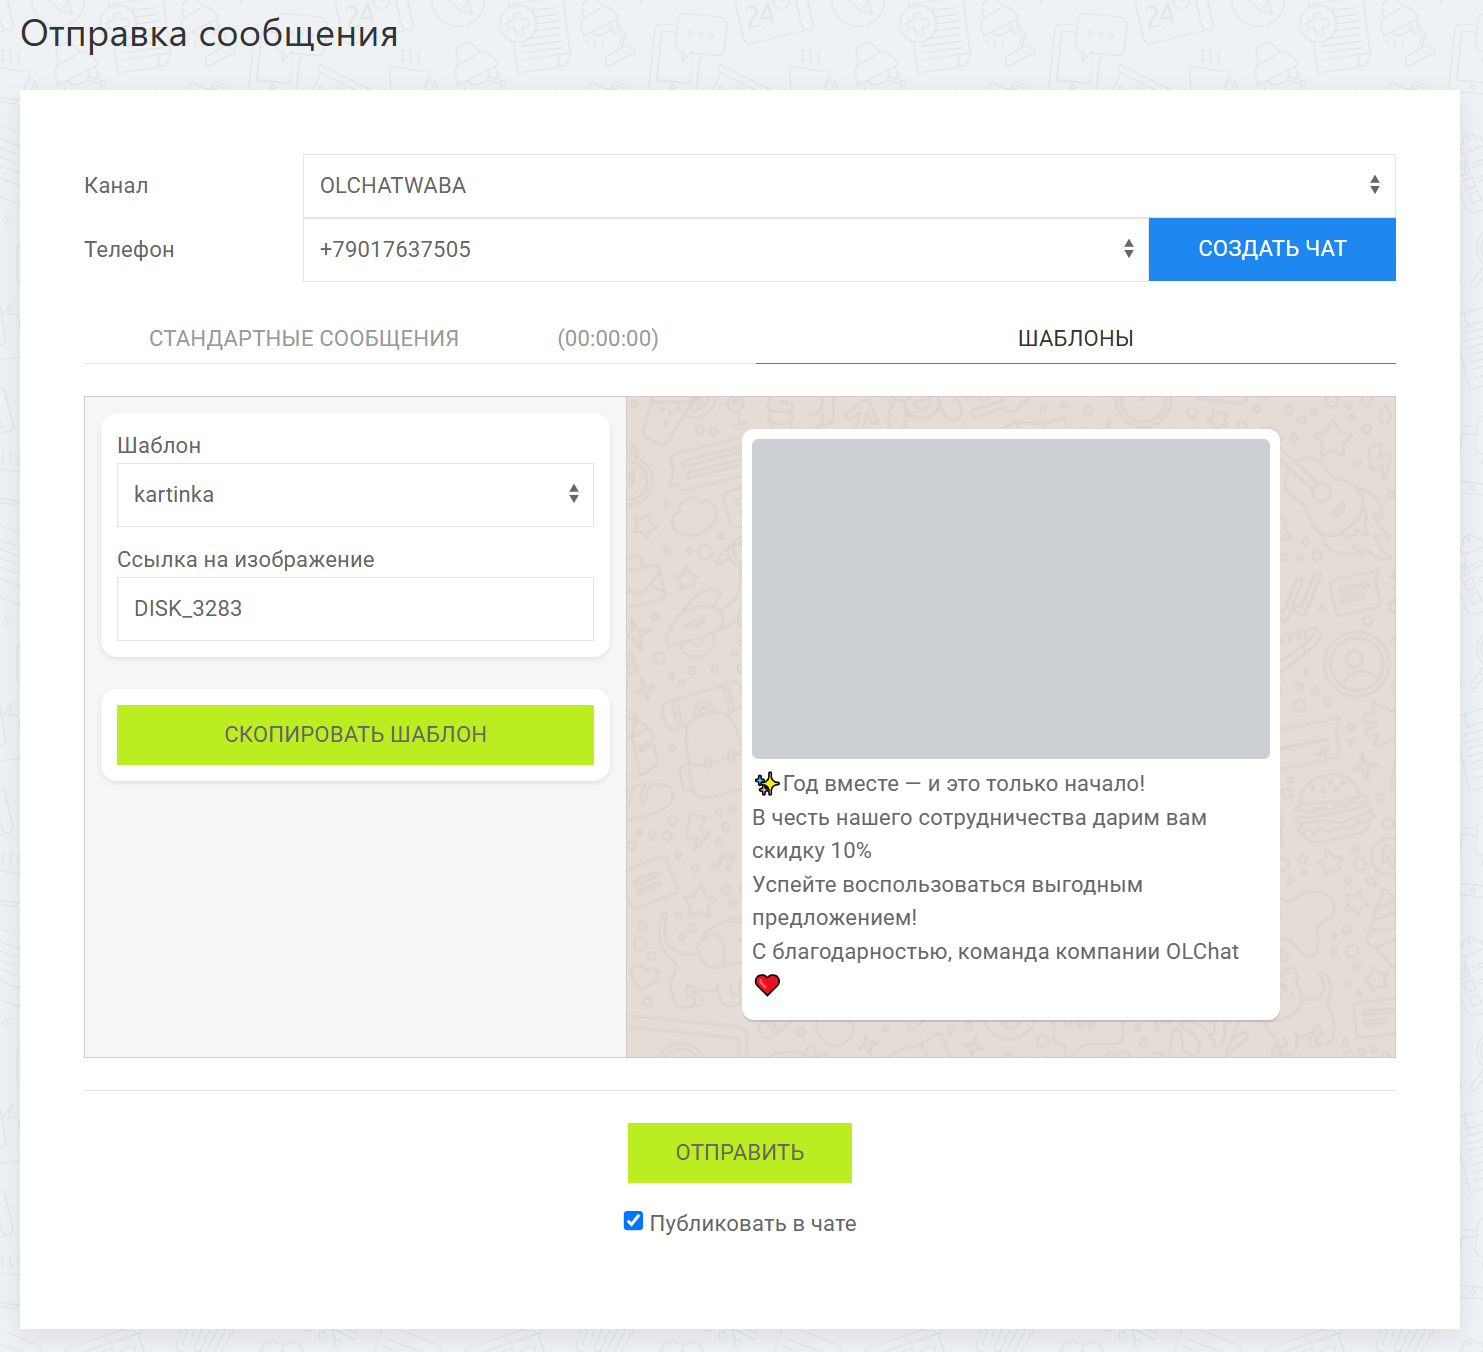 Отправка сообщения
Канал
OLCHATWABA
Телефон
+79017637505
СОЗДАТЬ ЧАТ
СТАНДАРТНЫЕ СООБЩЕНИЯ (00:00:00)
ШАБЛОНЫ
Шаблон
kartinka
Ссылка на изображение
DISK_3283
СКОПИРОВАТЬ ШАБЛОН
✨Год вместе — и это только начало!
В честь нашего сотрудничества дарим вам
скидку 10%
Успейте воспользоваться выгодным
предложением!
С благодарностью, команда компании OLChat
❤️
ОТПРАВИТЬ
Публиковать в чате